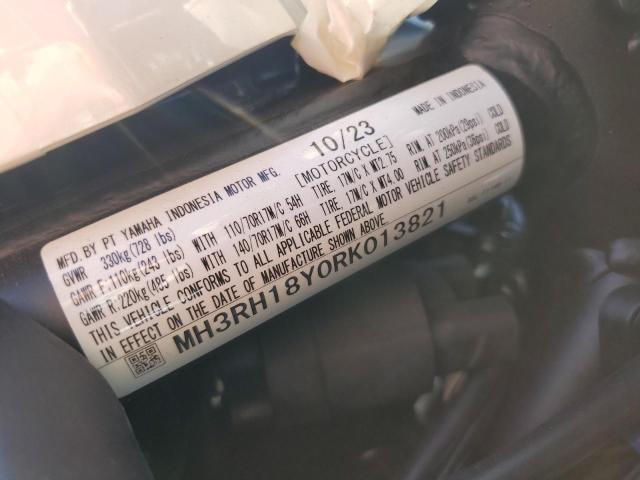 MFD. BY PT YAMAHA INDONESIA MOTOR MFG. 10/23 MADE IN INDONESIA
GVWR 330kg(728 lbs) [MOTORCYCLE]
GAWR F:110kg(243 lbs) WITH 110/70R17M/C 54H TIRE, 17M/C X MT2.75 RIM, AT 200kPa(29psi) COLD
GAWR R:220kg(485 lbs) WITH 140/70R17M/C 66H TIRE, 17M/C X MT4.00 RIM, AT 250kPa(36psi) COLD
THIS VEHICLE CONFORMS TO ALL APPLICABLE FEDERAL MOTOR VEHICLE SAFETY STANDARDS
IN EFFECT ON THE DATE OF MANUFACTURE SHOWN ABOVE
MH3RH18Y0RK013821